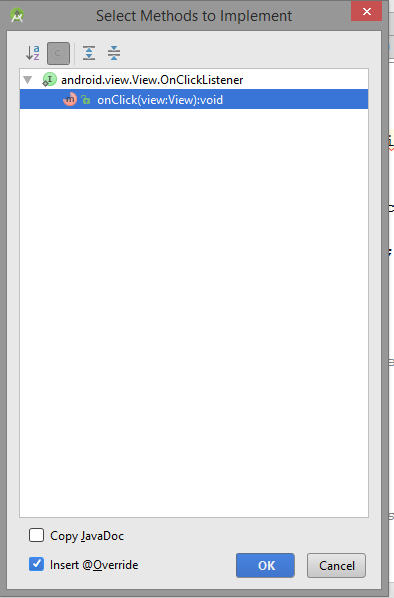 Select Methods to Implement
android.view.View.OnClickListener
onClick(view:View):void
Copy JavaDoc
Insert @Override
OK
Cancel